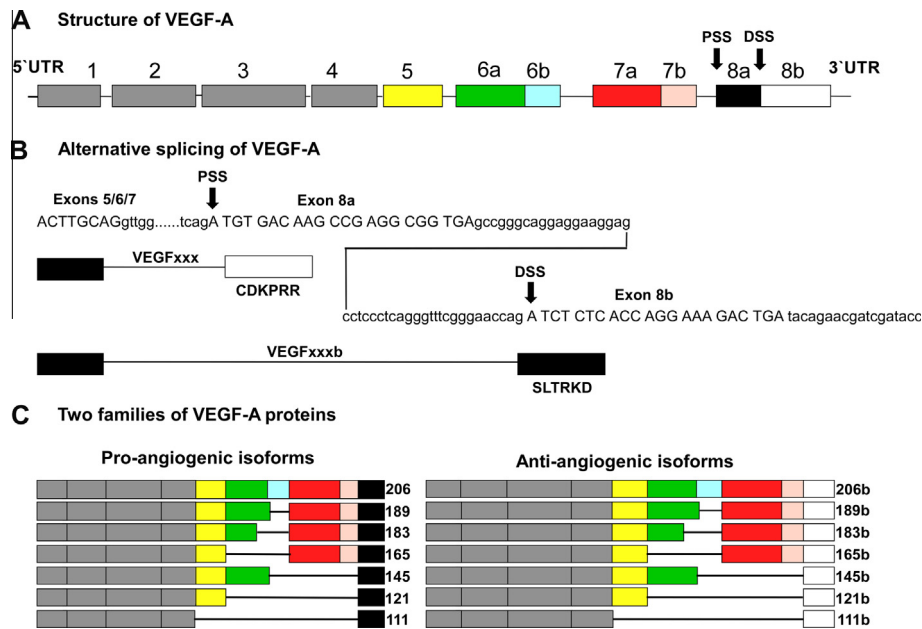 A Structure of VEGF-A
PSS DSS
5`UTR 1 2 3 4 5 6a 6b 7a 7b 8a 8b 3`UTR
B Alternative splicing of VEGF-A
PSS
Exons 5/6/7 Exon 8a
ACTTGCAGgttgg......tcagA TGT GAC AAG CCG AGG CGG TGAgccgggcaggaggaaggag
VEGFxxx
CDKPRR
DSS
Exon 8b
cctccctcagggtttcgggaaccag A TCT CTC ACC AGG AAA GAC TGA tacagaacgatcgatacc
VEGFxxxb
SLTRKD
C Two families of VEGF-A proteins
Pro-angiogenic isoforms Anti-angiogenic isoforms
206 206b
189 189b
183 183b
165 165b
145 145b
121 121b
111 111b